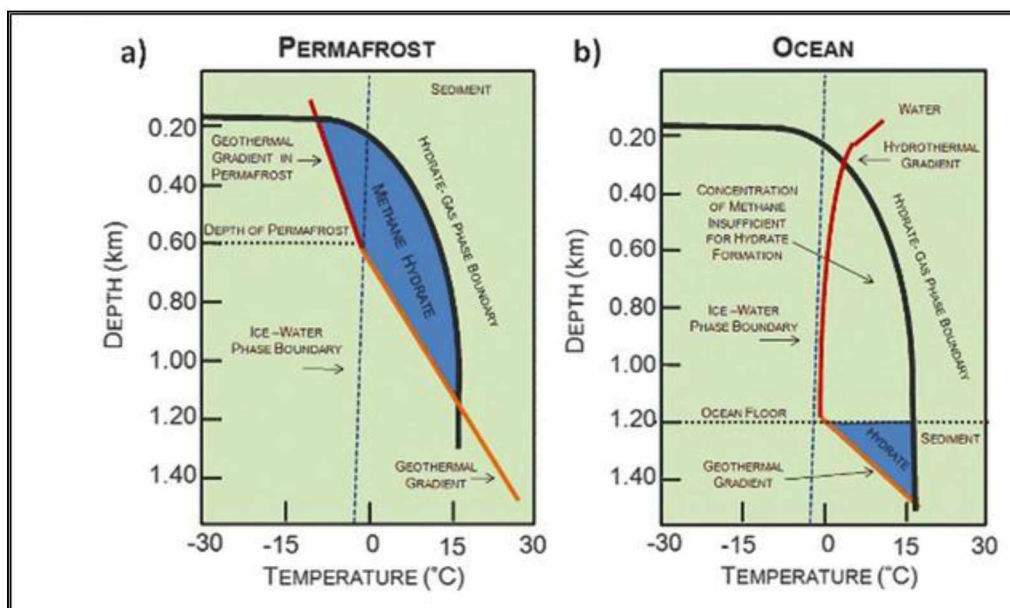 a)
PERMAFROST
SEDIMENT
0.20
0.40
0.60
0.80
1.00
1.20
1.40
DEPTH (km)
GEOTHERMAL
GRADIENT IN
PERMAFROST
DEPTH OF PERMAFROST
METHANE HYDRATE
HYDRATE-GAS PHASE BOUNDARY
ICE –WATER
PHASE BOUNDARY
GEOTHERMAL
GRADIENT
-30
-15
0
15
30
TEMPERATURE (°C)
b)
OCEAN
WATER
0.20
0.40
0.60
0.80
1.00
1.20
1.40
DEPTH (km)
HYDROTHERMAL
GRADIENT
CONCENTRATION
OF METHANE
INSUFFICIENT
FOR HYDRATE
FORMATION
HYDRATE-GAS PHASE BOUNDARY
ICE –WATER
PHASE BOUNDARY
OCEAN FLOOR
HYDRATE
SEDIMENT
GEOTHERMAL
GRADIENT
-30
-15
0
15
30
TEMPERATURE (°C)